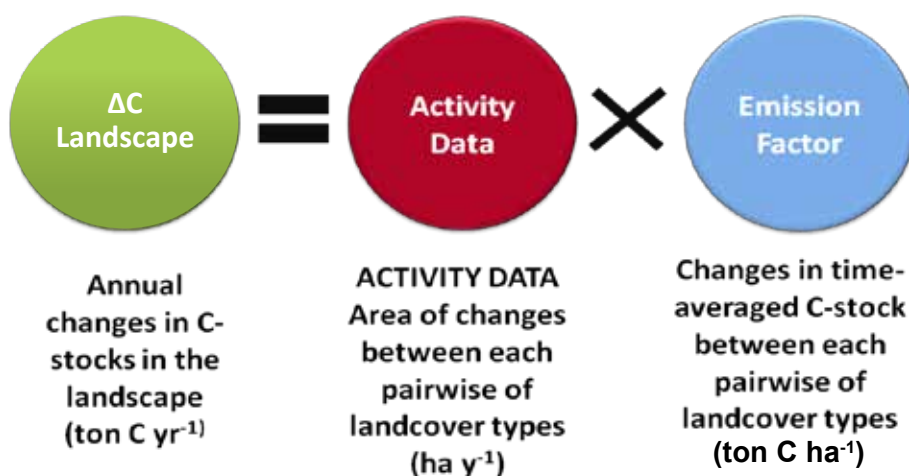 ΔC
Landscape
=
Activity
Data
×
Emission
Factor
Annual
changes in C-
stocks in the
landscape
(ton C yr⁻¹⁾
ACTIVITY DATA
Area of changes
between each
pairwise of
landcover types
(ha y⁻¹)
Changes in time-
averaged C-stock
between each
pairwise of
landcover types
(ton C ha⁻¹)